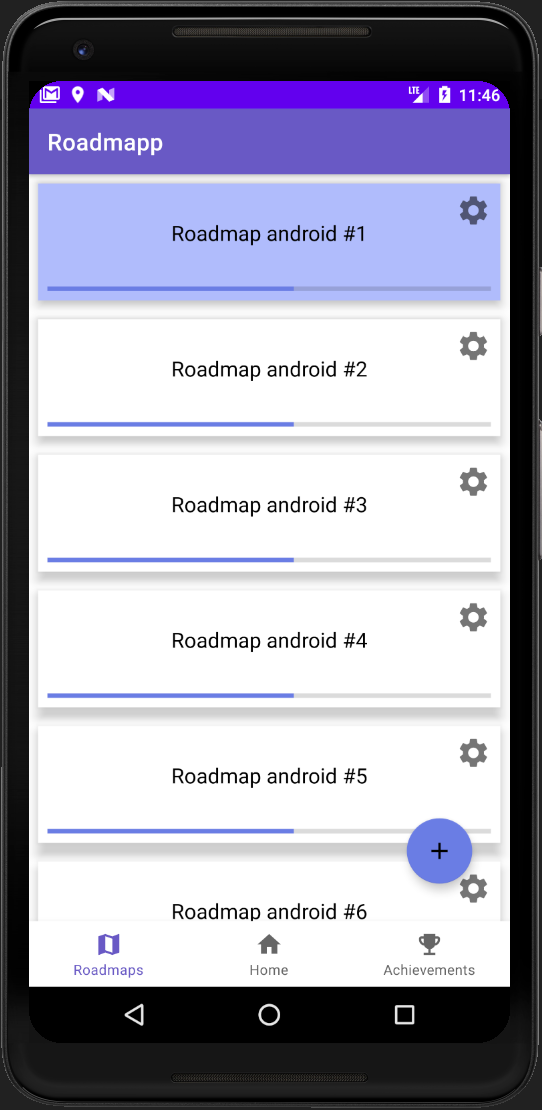 LTE
11:46
Roadmapp
Roadmap android #1
Roadmap android #2
Roadmap android #3
Roadmap android #4
Roadmap android #5
Roadmap android #6
Roadmaps
Home
Achievements